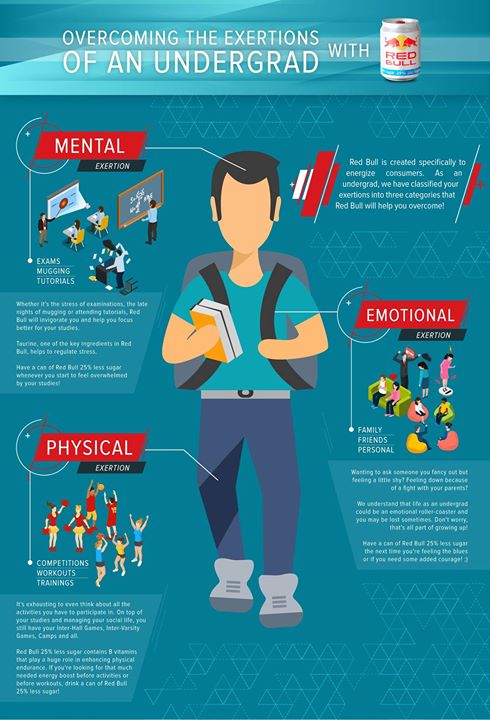 OVERCOMING THE EXERTIONS
OF AN UNDERGRAD WITH
RED
BULL
MENTAL
EXERTION
EXAMS
MUGGING
TUTORIALS
Whether it's the stress of examinations, the late
nights of mugging or attending tutorials, Red
Bull will invigorate you and help you focus
better for your studies.
Taurine, one of the key ingredients in Red
Bull, helps to regulate stress.
Have a can of Red Bull 25% less sugar
whenever you start to feel overwhelmed
by your studies!
Red Bull is created specifically to
energize consumers. As an
undergrad, we have classified your
exertions into three categories that
Red Bull will help you overcome!
EMOTIONAL
EXERTION
FAMILY
FRIENDS
PERSONAL
Wanting to ask someone you fancy out but
feeling a little shy? Feeling down because
of a fight with your parents?
We understand that life as an undergrad
could be an emotional roller-coaster and
you may be lost sometimes. Don't worry,
that's all part of growing up!
Have a can of Red Bull 25% less sugar
the next time you're feeling the blues
or if you need some added courage! ;)
PHYSICAL
EXERTION
COMPETITIONS
WORKOUTS
TRAININGS
It's exhausting to even think about all the
activities you have to participate in. On top of
your studies and managing your social life, you
still have your Inter-Hall Games, Inter-Varsity
Games, Camps and all.
Red Bull 25% less sugar contains B vitamins
that play a huge role in enhancing physical
endurance. If you're looking for that much
needed energy boost before activities or
before workouts, drink a can of Red Bull
25% less sugar!